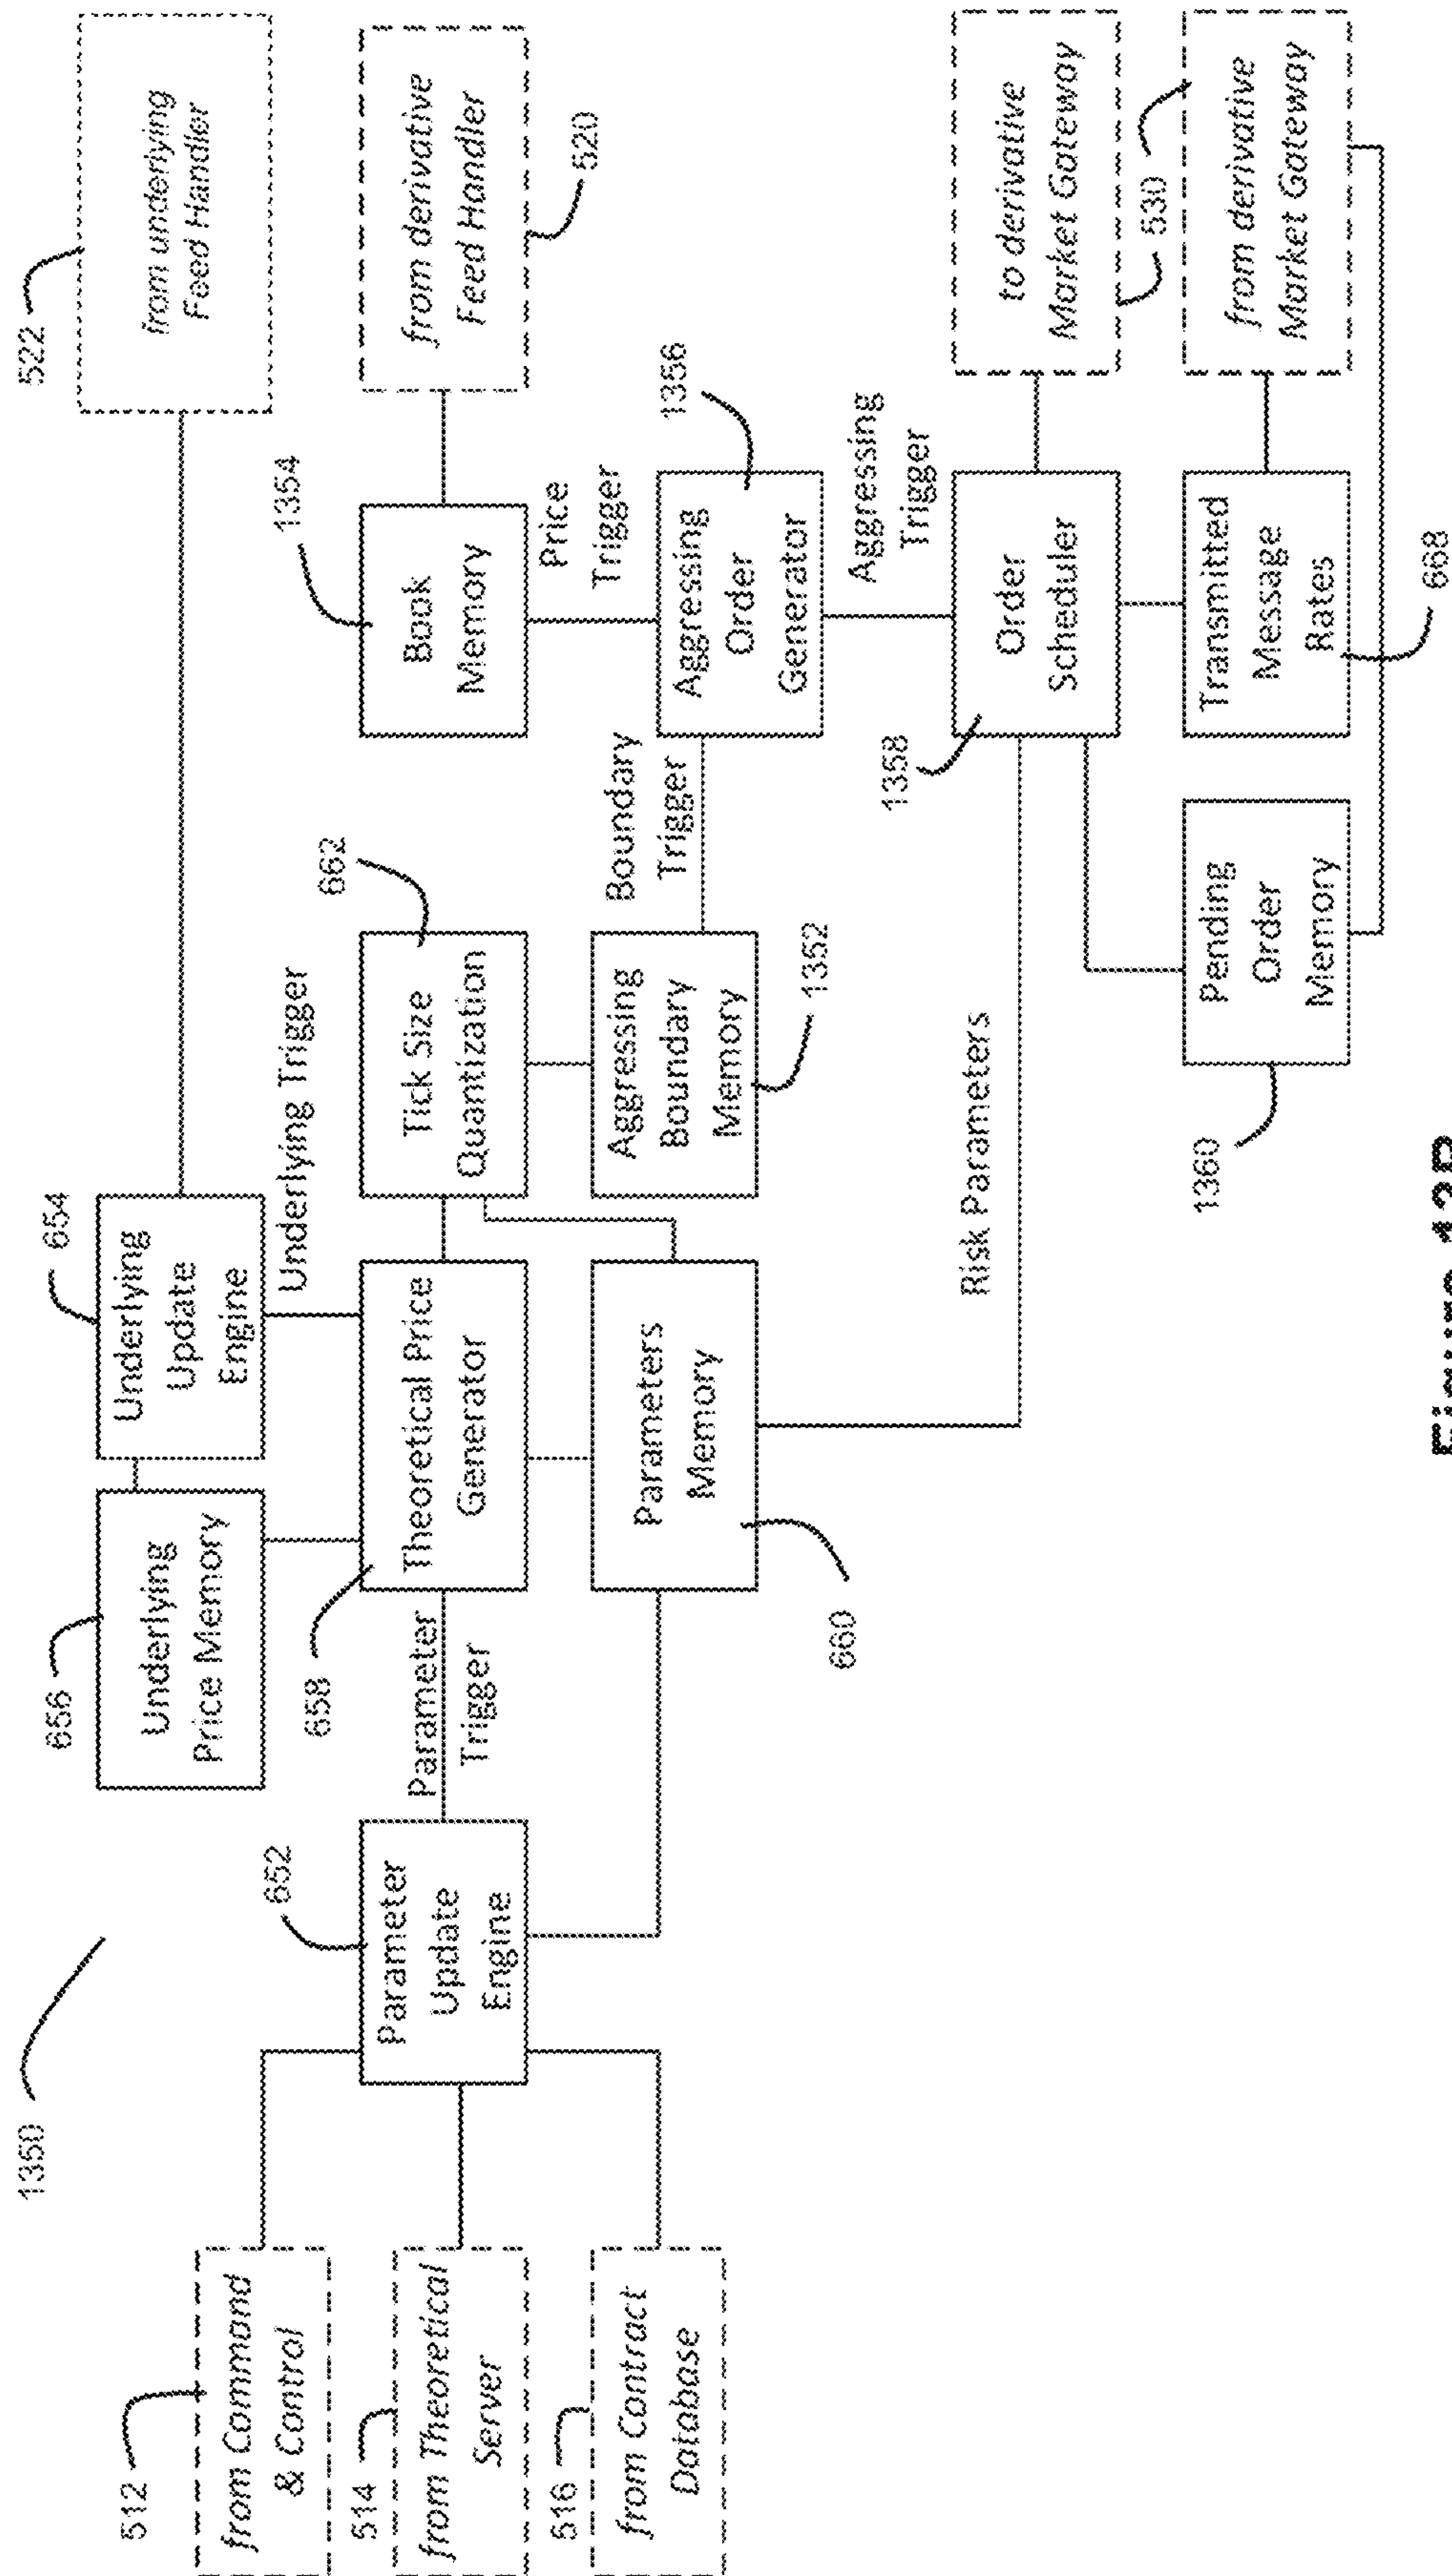 1350
512
from Command
& Control
514
from Theoretical
Server
516
from Contract
Database
652
Parameter
Update
Engine
Parameter
Trigger
656
Underlying
Price Memory
654
Underlying
Update
Engine
Underlying Trigger
522
from underlying
Feed Handler
658
Theoretical Price
Generator
660
Parameters
Memory
662
Tick Size
Quantization
Aggressing
Boundary
Memory
1352
Boundary
Trigger
1354
Book
Memory
from derivative
Feed Handler
520
Price
Trigger
1356
Aggressing
Order
Generator
Aggressing
Trigger
Risk Parameters
1358
Order
Scheduler
to derivative
Market Gateway
530
from derivative
Market Gateway
Transmitted
Message
Rates
668
1360
Pending
Order
Memory